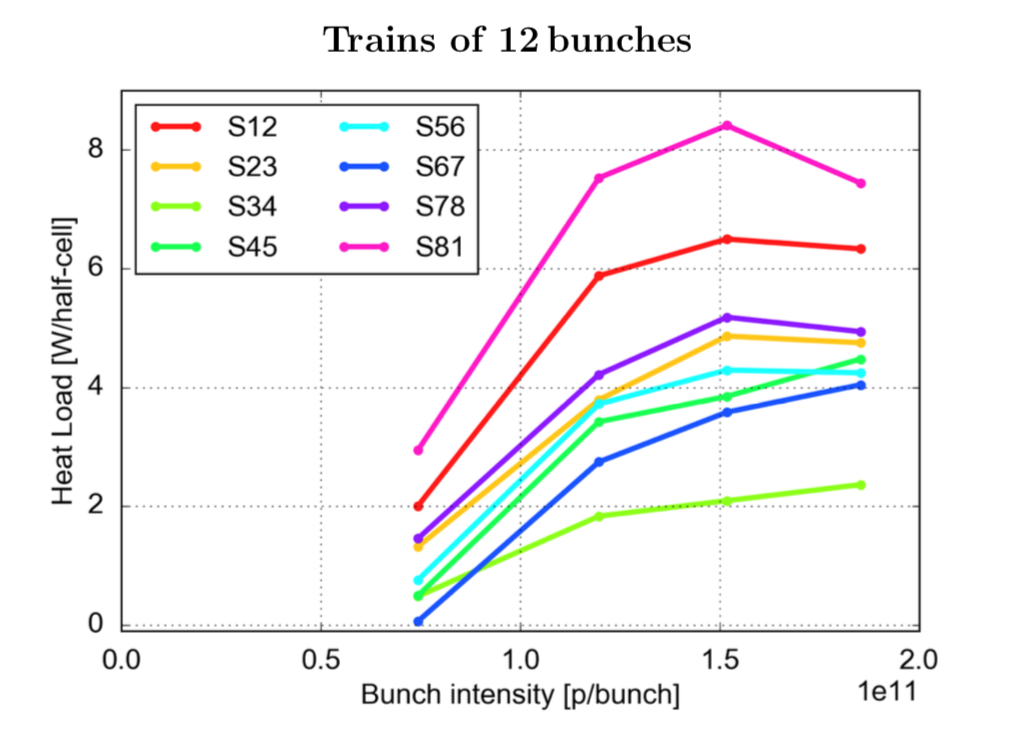 Trains of 12 bunches
S12 S56
S23 S67
S34 S78
S45 S81
Heat Load [W/half-cell]
8
6
4
2
0
0.0 0.5 1.0 1.5 2.0
1e11
Bunch intensity [p/bunch]